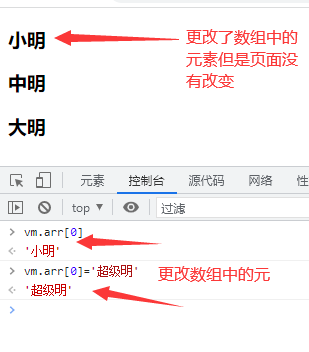 小明
更改了数组中的
元素但是页面没
有改变
中明
大明
元素 控制台 源代码 网络
top 过滤
> vm.arr[0]
'小明'
> vm.arr[0]='超级明'
更改数组中的元
'超级明'
>